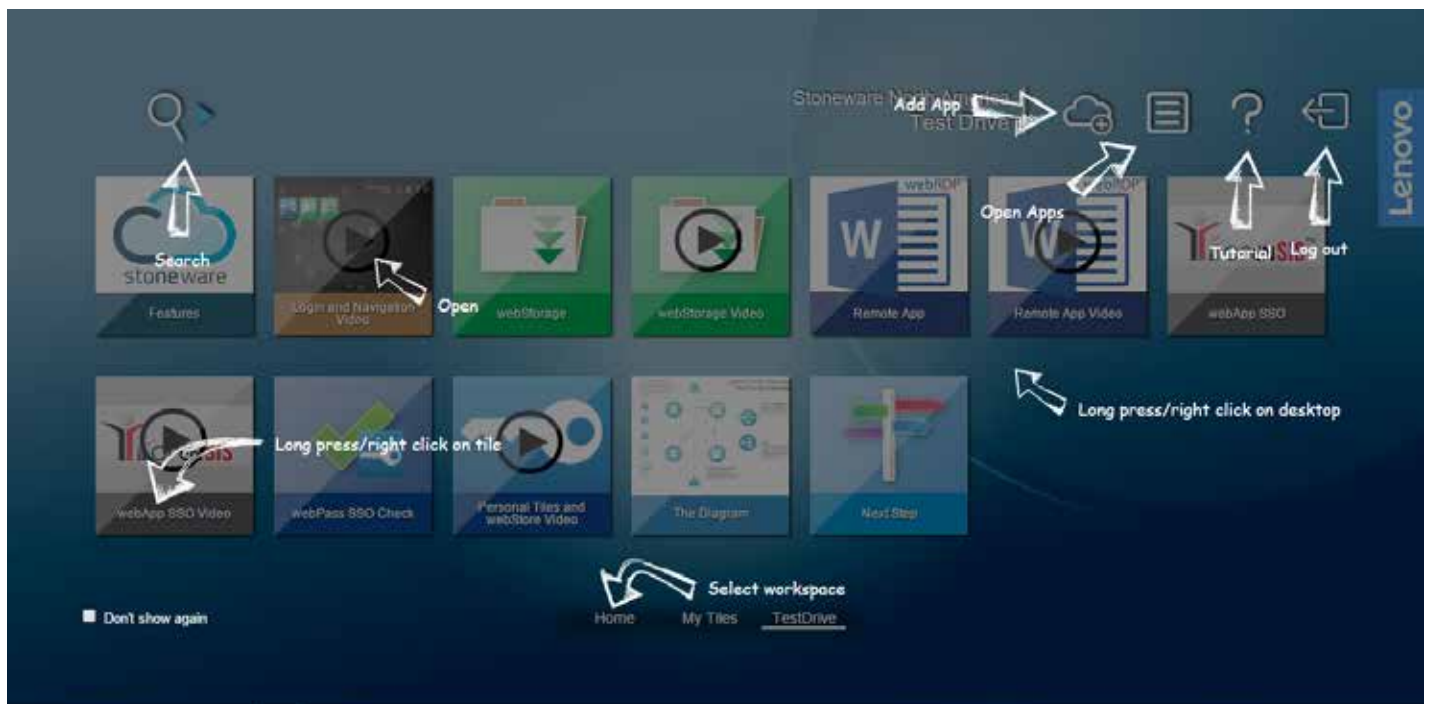 Stoneware North America
Test Drive
Add App
Lenovo
webRDP
webRDP
W
W
Open Apps
Search
stoneware
Open
Tutorial
Log out
Features
Login and Navigation
Video
webStorage
webStorage Video
Remote App
Remote App Video
webApp SSO
Long press/right click on desktop
Long press/right click on tile
webApp SSO Video
webPass SSO Check
Personal Tiles and
webStore Video
The Diagram
Next Step
Select workspace
Don't show again
Home
My Tiles
TestDrive